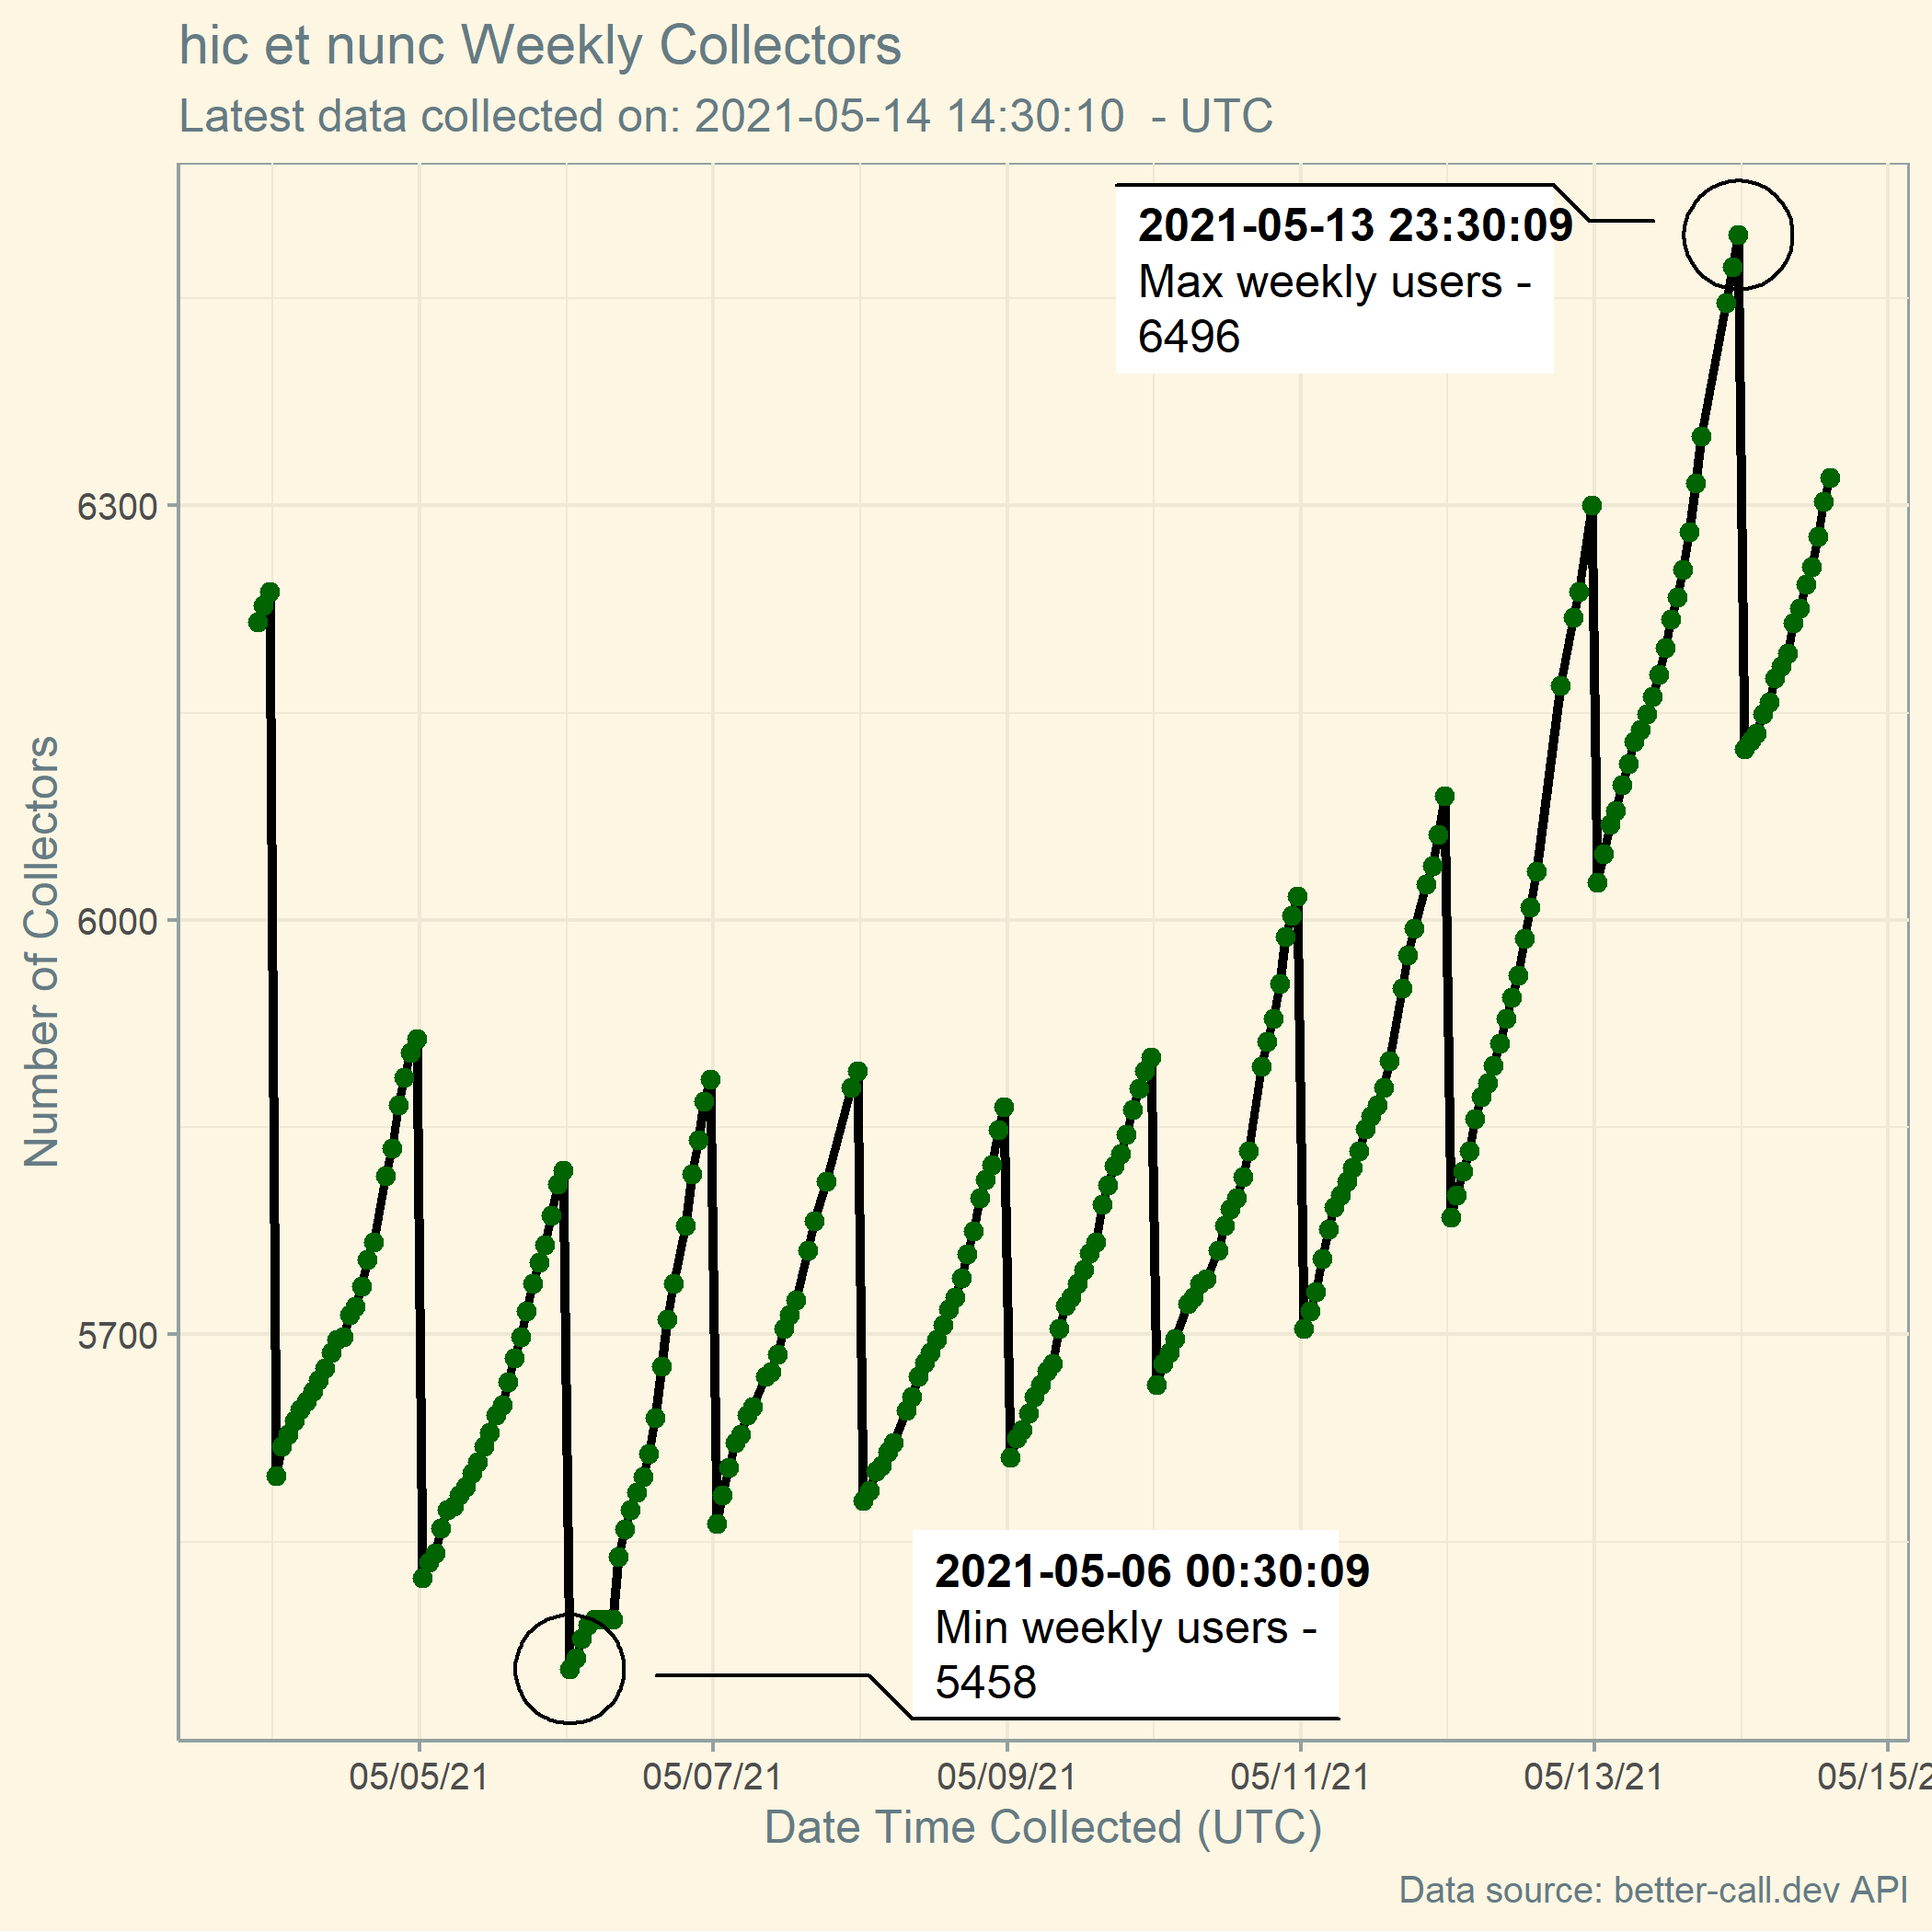 hic et nunc Weekly Collectors
Latest data collected on: 2021-05-14 14:30:10  - UTC
2021-05-13 23:30:09
Max weekly users -
6496
6300
6000
5700
Number of Collectors
2021-05-06 00:30:09
Min weekly users -
5458
05/05/21 05/07/21 05/09/21 05/11/21 05/13/21 05/15/2
Date Time Collected (UTC)
Data source: better-call.dev API